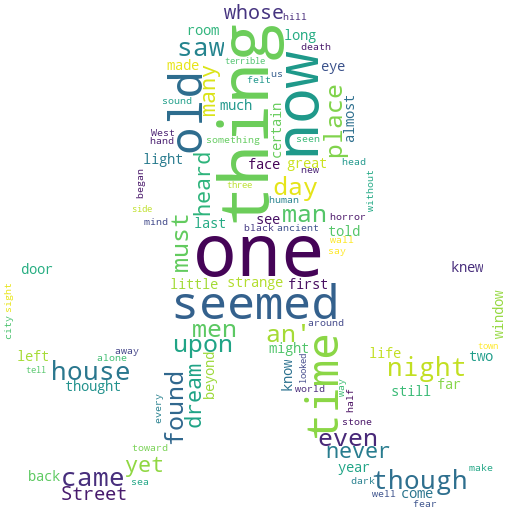 whose
hill
room
long
saw
death
thing
now
terrible
made
us
eye
felt
old
many
sound
much
place
almost
certain
West
hand
something
seen
light
heard
face
great
head
new
began
without
three
day
human
side
man
horror
mind
last
see
black
ancient
told
must
wall
say
one
door
knew
little
strange
first
sight
seemed
window
city
around
men
an'
upon
town
left
away
alone
might
life
two
tell
house
thought
beyond
dream
know
looked
time
night
far
still
world
way
half
found
every
stone
even
toward
never
yet
back
came
sea
year
dark
though
make
Street
well
come
fear